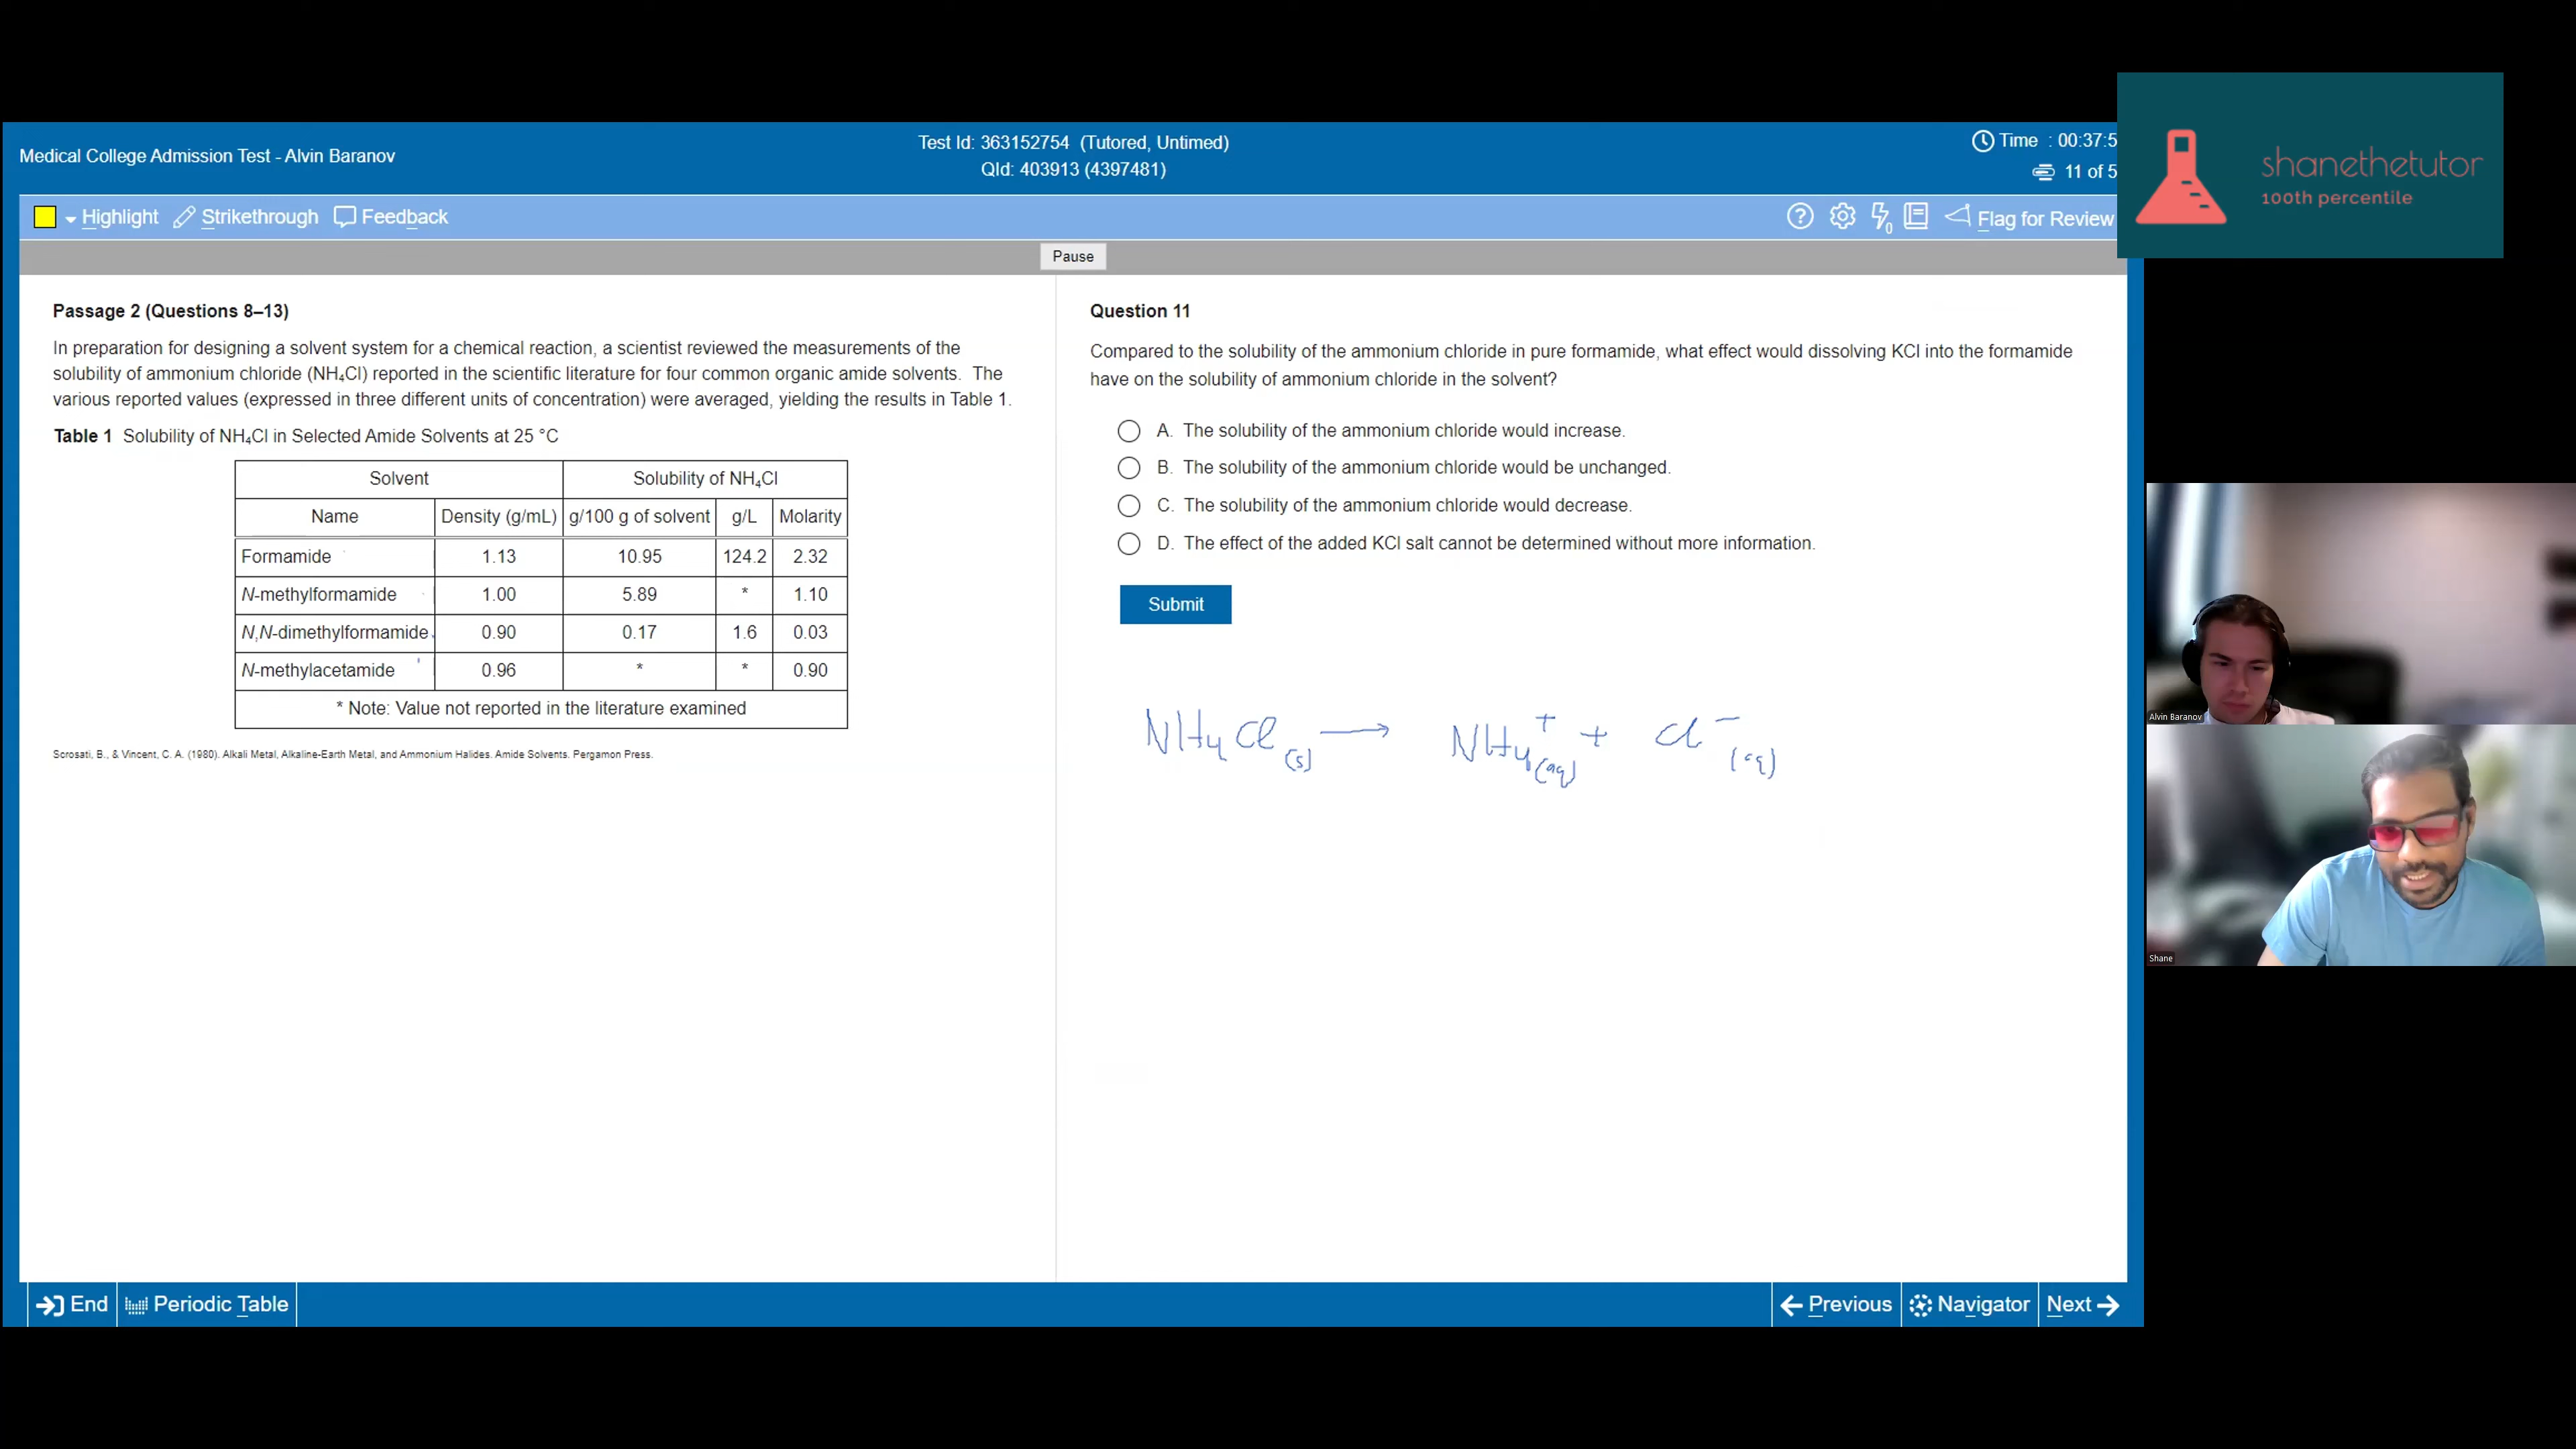 shanethetutor
100th percentile
Medical College Admission Test - Alvin Baranov
Test Id: 363152754 (Tutored, Untimed)
QId: 403913 (4397481)
Time : 00:37:5
11 of 5
Highlight Strikethrough Feedback
0 Flag for Review
Pause
Passage 2 (Questions 8–13)
In preparation for designing a solvent system for a chemical reaction, a scientist reviewed the measurements of the
solubility of ammonium chloride (NH₄Cl) reported in the scientific literature for four common organic amide solvents. The
various reported values (expressed in three different units of concentration) were averaged, yielding the results in Table 1.
Table 1 Solubility of NH₄Cl in Selected Amide Solvents at 25 °C
Solvent Solubility of NH₄Cl
Name Density (g/mL) g/100 g of solvent g/L Molarity
Formamide 1.13 10.95 124.2 2.32
N-methylformamide 1.00 5.89 * 1.10
N,N-dimethylformamide 0.90 0.17 1.6 0.03
N-methylacetamide 0.96 * * 0.90
* Note: Value not reported in the literature examined
Scrosati, B., & Vincent, C. A. (1980). Alkali Metal, Alkaline-Earth Metal, and Ammonium Halides. Amide Solvents. Pergamon Press.
Question 11
Compared to the solubility of the ammonium chloride in pure formamide, what effect would dissolving KCl into the formamide
have on the solubility of ammonium chloride in the solvent?
A. The solubility of the ammonium chloride would increase.
B. The solubility of the ammonium chloride would be unchanged.
C. The solubility of the ammonium chloride would decrease.
D. The effect of the added KCl salt cannot be determined without more information.
Submit
NH₄Cl(s) → NH₄⁺(aq) + Cl⁻(aq)
Alvin Baranov
Shane
End Periodic Table
Previous Navigator Next